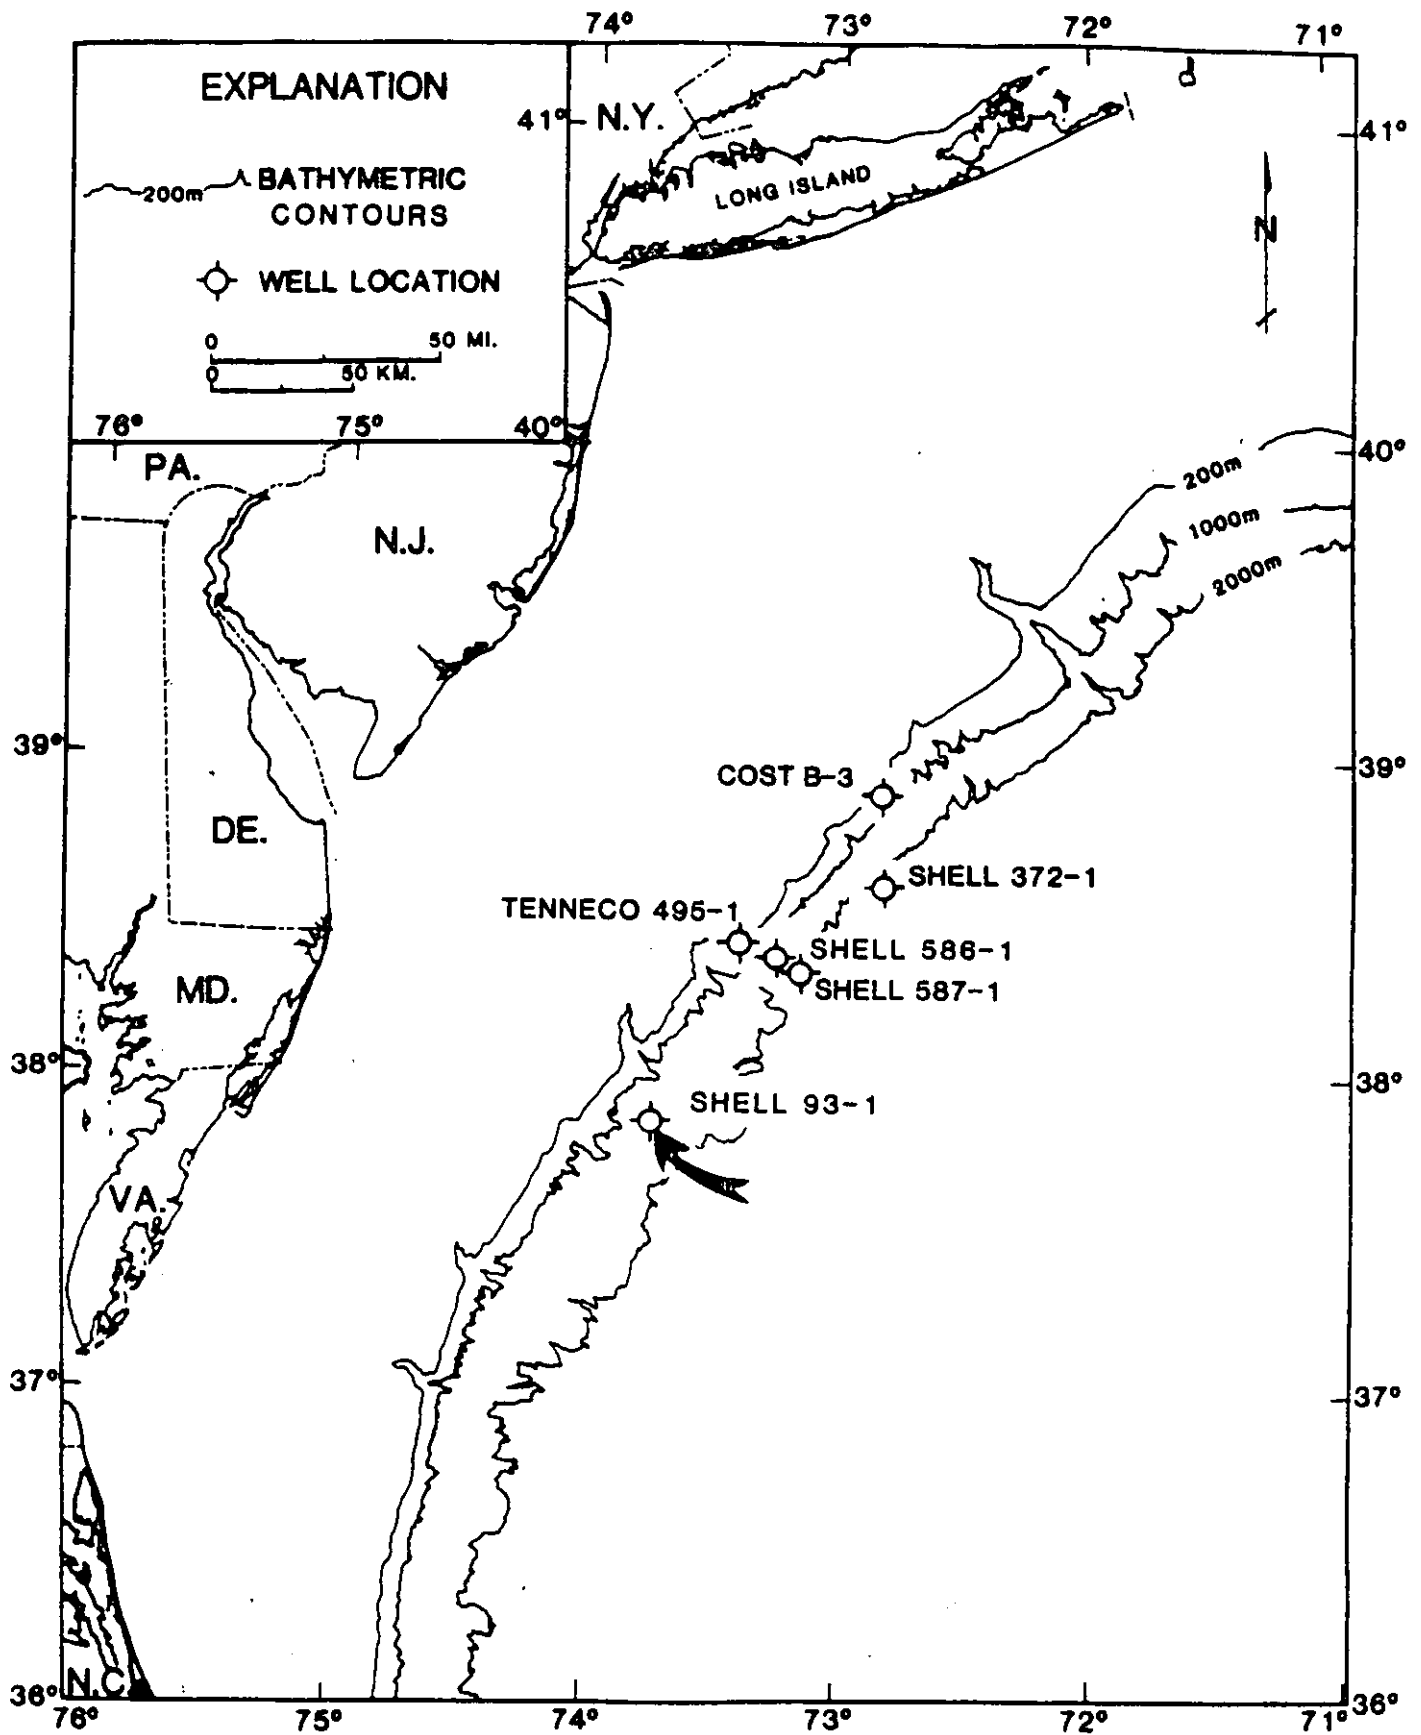 74° 73° 72° 71°
EXPLANATION
200m BATHYMETRIC
CONTOURS
WELL LOCATION
0 50 MI.
0 50 KM.
76° 75° 40°
41° N.Y.
LONG ISLAND
d
41°
N
PA.
N.J.
40°
200m
1000m
2000m
39°
DE.
COST B-3
39°
SHELL 372-1
TENNECO 495-1
SHELL 586-1
SHELL 587-1
MD.
38°
38°
SHELL 93-1
VA.
37°
37°
N.C.
36°
36°
76° 75° 74° 73° 72° 71°